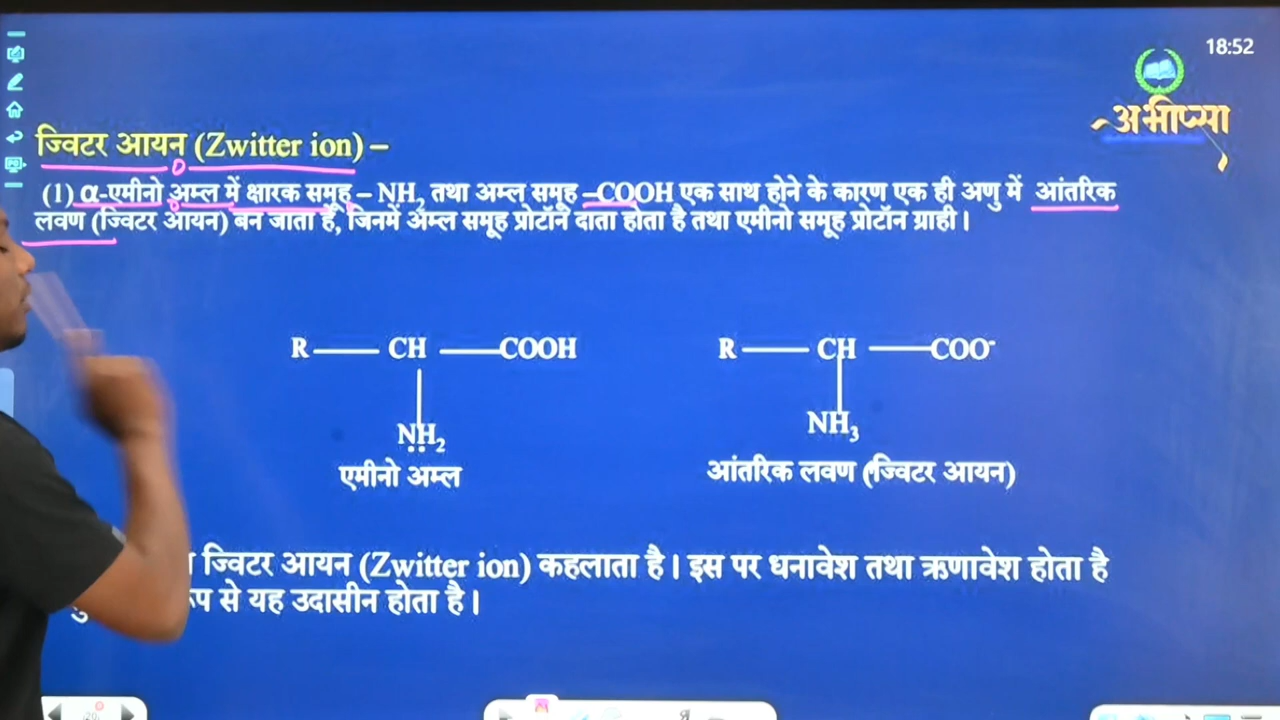 18:52
अभीप्सा
ज्विटर आयन (Zwitter ion) –
(1) α-एमीनो अम्ल में क्षारक समूह – NH2 तथा अम्ल समूह –COOH एक साथ होने के कारण एक ही अणु में आंतरिक
लवण (ज्विटर आयन) बन जाता है, जिनमें अम्ल समूह प्रोटॉन दाता होता है तथा एमीनो समूह प्रोटॉन ग्राही।
R — CH — COOH
R — CH — COO-
NH3
NH2
एमीनो अम्ल
आंतरिक लवण (ज्विटर आयन)
ज्विटर आयन (Zwitter ion) कहलाता है। इस पर धनावेश तथा ऋणावेश होता है
से यह उदासीन होता है।